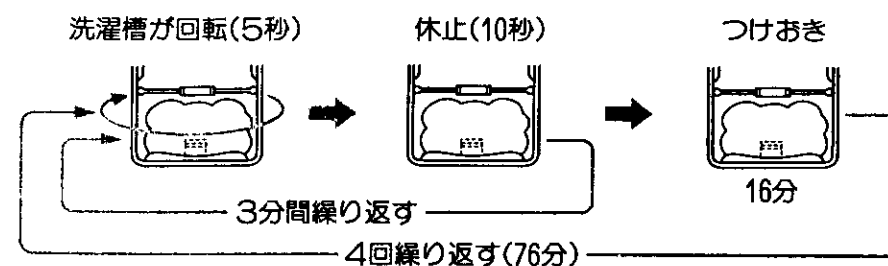 洗濯槽が回転(5秒)
休止(10秒)
つけおき
16分
3分間繰り返す
4回繰り返す(76分)